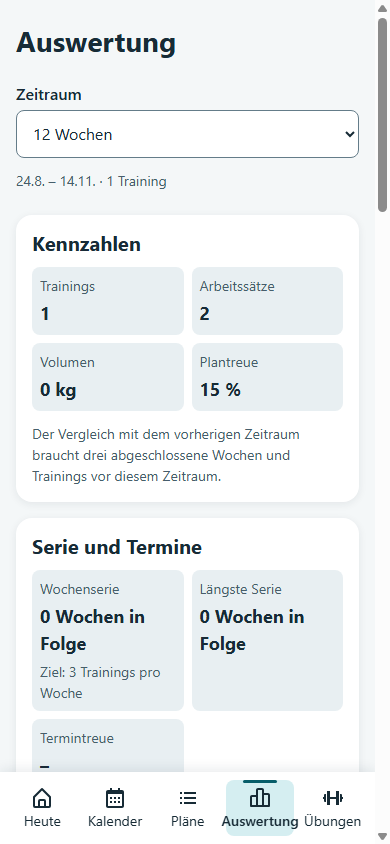 Auswertung
Zeitraum
12 Wochen
24.8. – 14.11. · 1 Training
Kennzahlen
Trainings
1
Arbeitssätze
2
Volumen
0 kg
Plantreue
15 %
Der Vergleich mit dem vorherigen Zeitraum
braucht drei abgeschlossene Wochen und
Trainings vor diesem Zeitraum.
Serie und Termine
Wochenserie
0 Wochen in
Folge
Ziel: 3 Trainings pro
Woche
Längste Serie
0 Wochen in
Folge
Termintreue
–
Heute
Kalender
Pläne
Auswertung
Übungen